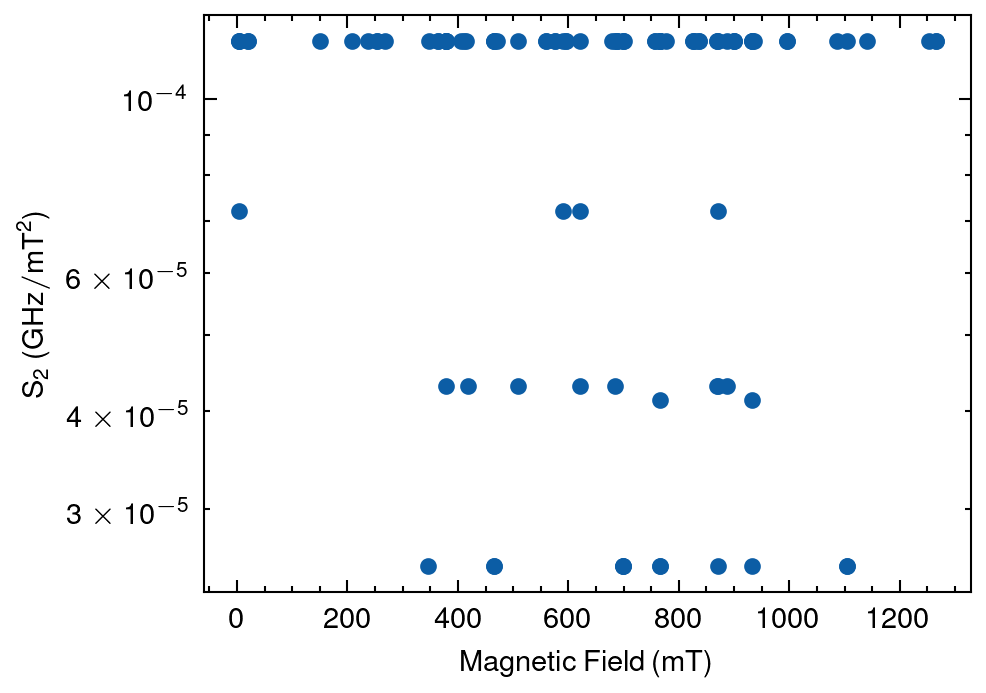 10⁻⁴
6 × 10⁻⁵
4 × 10⁻⁵
3 × 10⁻⁵
S₂ (GHz/mT²)
0 200 400 600 800 1000 1200
Magnetic Field (mT)